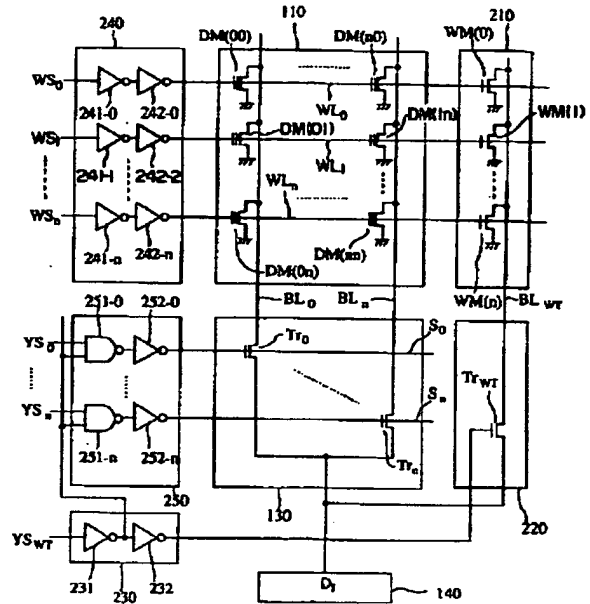 240
110
210
DM(00)
DM(n0)
WM(0)
WS0
241-0
242-0
WL0
DM(01)
DM(1n)
WM(1)
WS1
24H
242-2
WL1
WLn
WSn
241-n
242-n
DM(0n)
DM(nn)
WM(n)
BL0
BLn
BLWT
251-0
252-0
YS0
Tr0
S0
TrWT
YSn
Sn
251-n
252-n
Trn
250
130
220
YSWT
231
230
232
DI
140